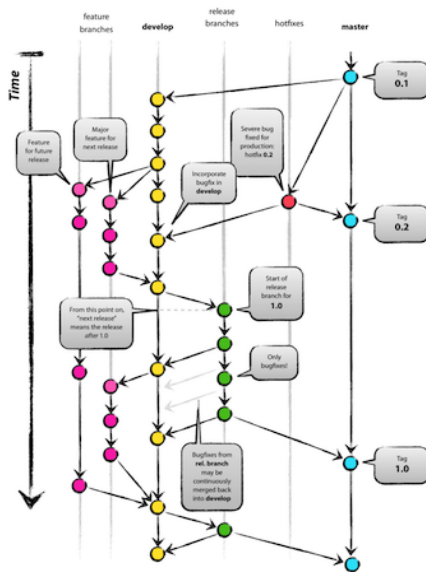 feature
branches
develop
release
branches
hotfixes
master
Time
Tag
0.1
Feature
for future
release
Major
feature for
next release
Severe bug
fixed for
production:
hotfix 0.2
Incorporate
bugfix in
develop
Tag
0.2
Start of
release
branch for
1.0
From this point on,
"next release"
means the release
after 1.0
Only
bugfixes!
Tag
1.0
Bugfixes from
rel. branch
may be
continuously
merged back
into develop